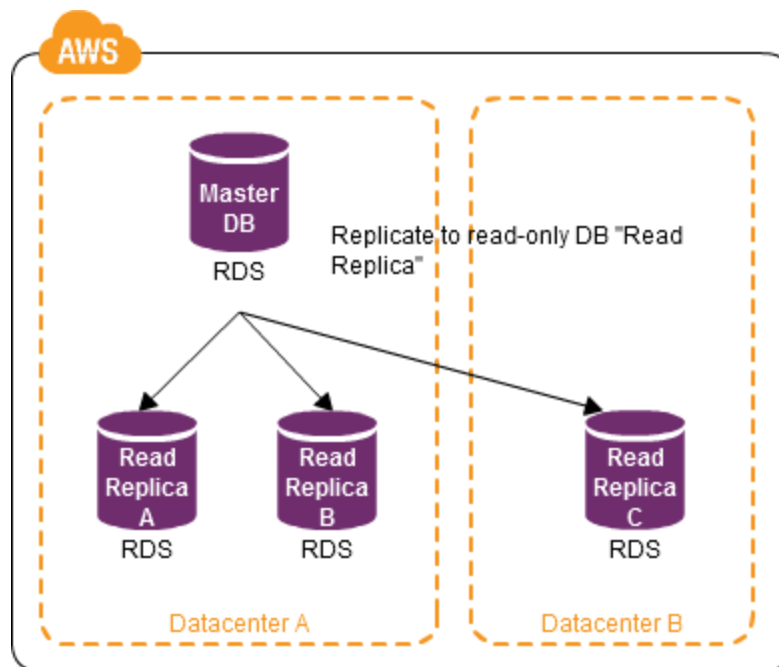 AWS
Master
DB
RDS
Replicate to read-only DB "Read
Replica"
Read
Replica
A
RDS
Read
Replica
B
RDS
Read
Replica
C
RDS
Datacenter A
Datacenter B